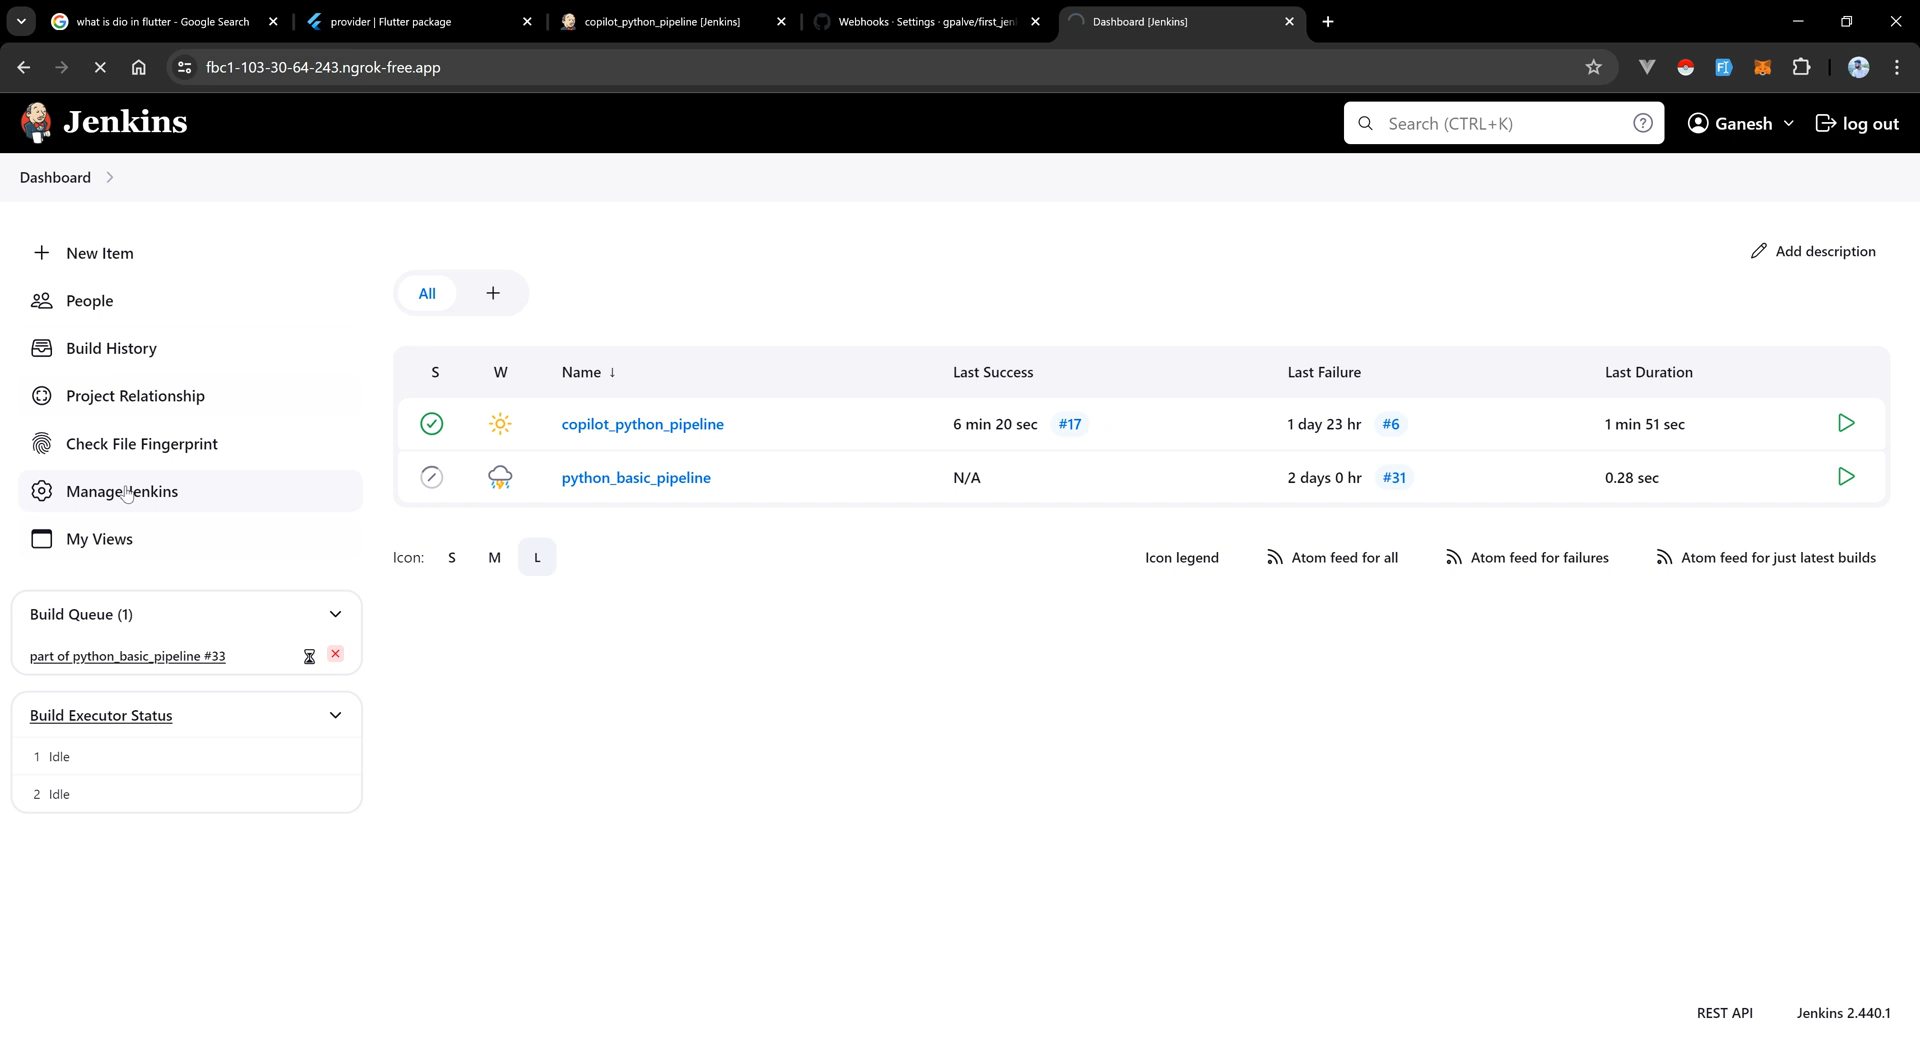 what is dio in flutter - Google Search
provider | Flutter package
copilot_python_pipeline [Jenkins]
Webhooks · Settings · gpalve/first_jen
Dashboard [Jenkins]
fbc1-103-30-64-243.ngrok-free.app
Jenkins
Search (CTRL+K)
Ganesh
log out
Dashboard
New Item
Add description
People
All
Build History
S W Name ↓ Last Success Last Failure Last Duration
Project Relationship
copilot_python_pipeline 6 min 20 sec #17 1 day 23 hr #6 1 min 51 sec
Check File Fingerprint
python_basic_pipeline N/A 2 days 0 hr #31 0.28 sec
Manage Jenkins
My Views
Icon: S M L
Icon legend
Atom feed for all
Atom feed for failures
Atom feed for just latest builds
Build Queue (1)
part of python_basic_pipeline #33
Build Executor Status
1 Idle
2 Idle
REST API
Jenkins 2.440.1